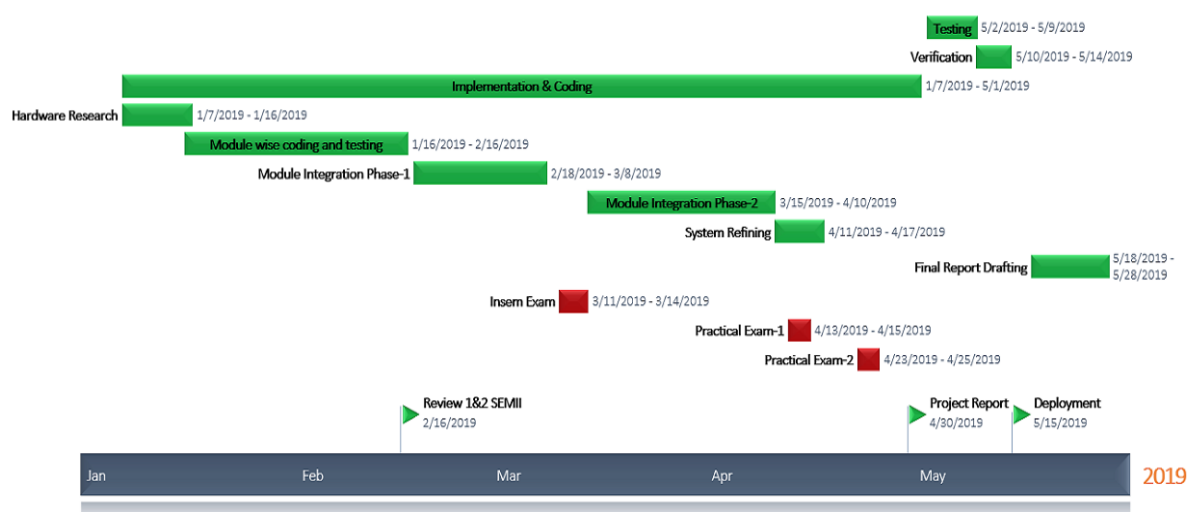 Testing 5/2/2019 - 5/9/2019
Verification 5/10/2019 - 5/14/2019
Implementation & Coding 1/7/2019 - 5/1/2019
Hardware Research 1/7/2019 - 1/16/2019
Module wise coding and testing 1/16/2019 - 2/16/2019
Module Integration Phase-1 2/18/2019 - 3/8/2019
Module Integration Phase-2 3/15/2019 - 4/10/2019
System Refining 4/11/2019 - 4/17/2019
Final Report Drafting 5/18/2019 -
5/28/2019
Insern Exam 3/11/2019 - 3/14/2019
Practical Exam-1 4/13/2019 - 4/15/2019
Practical Exam-2 4/23/2019 - 4/25/2019
Review 1&2 SEMII Project Report Deployment
2/16/2019 4/30/2019 5/15/2019
Jan Feb Mar Apr May 2019